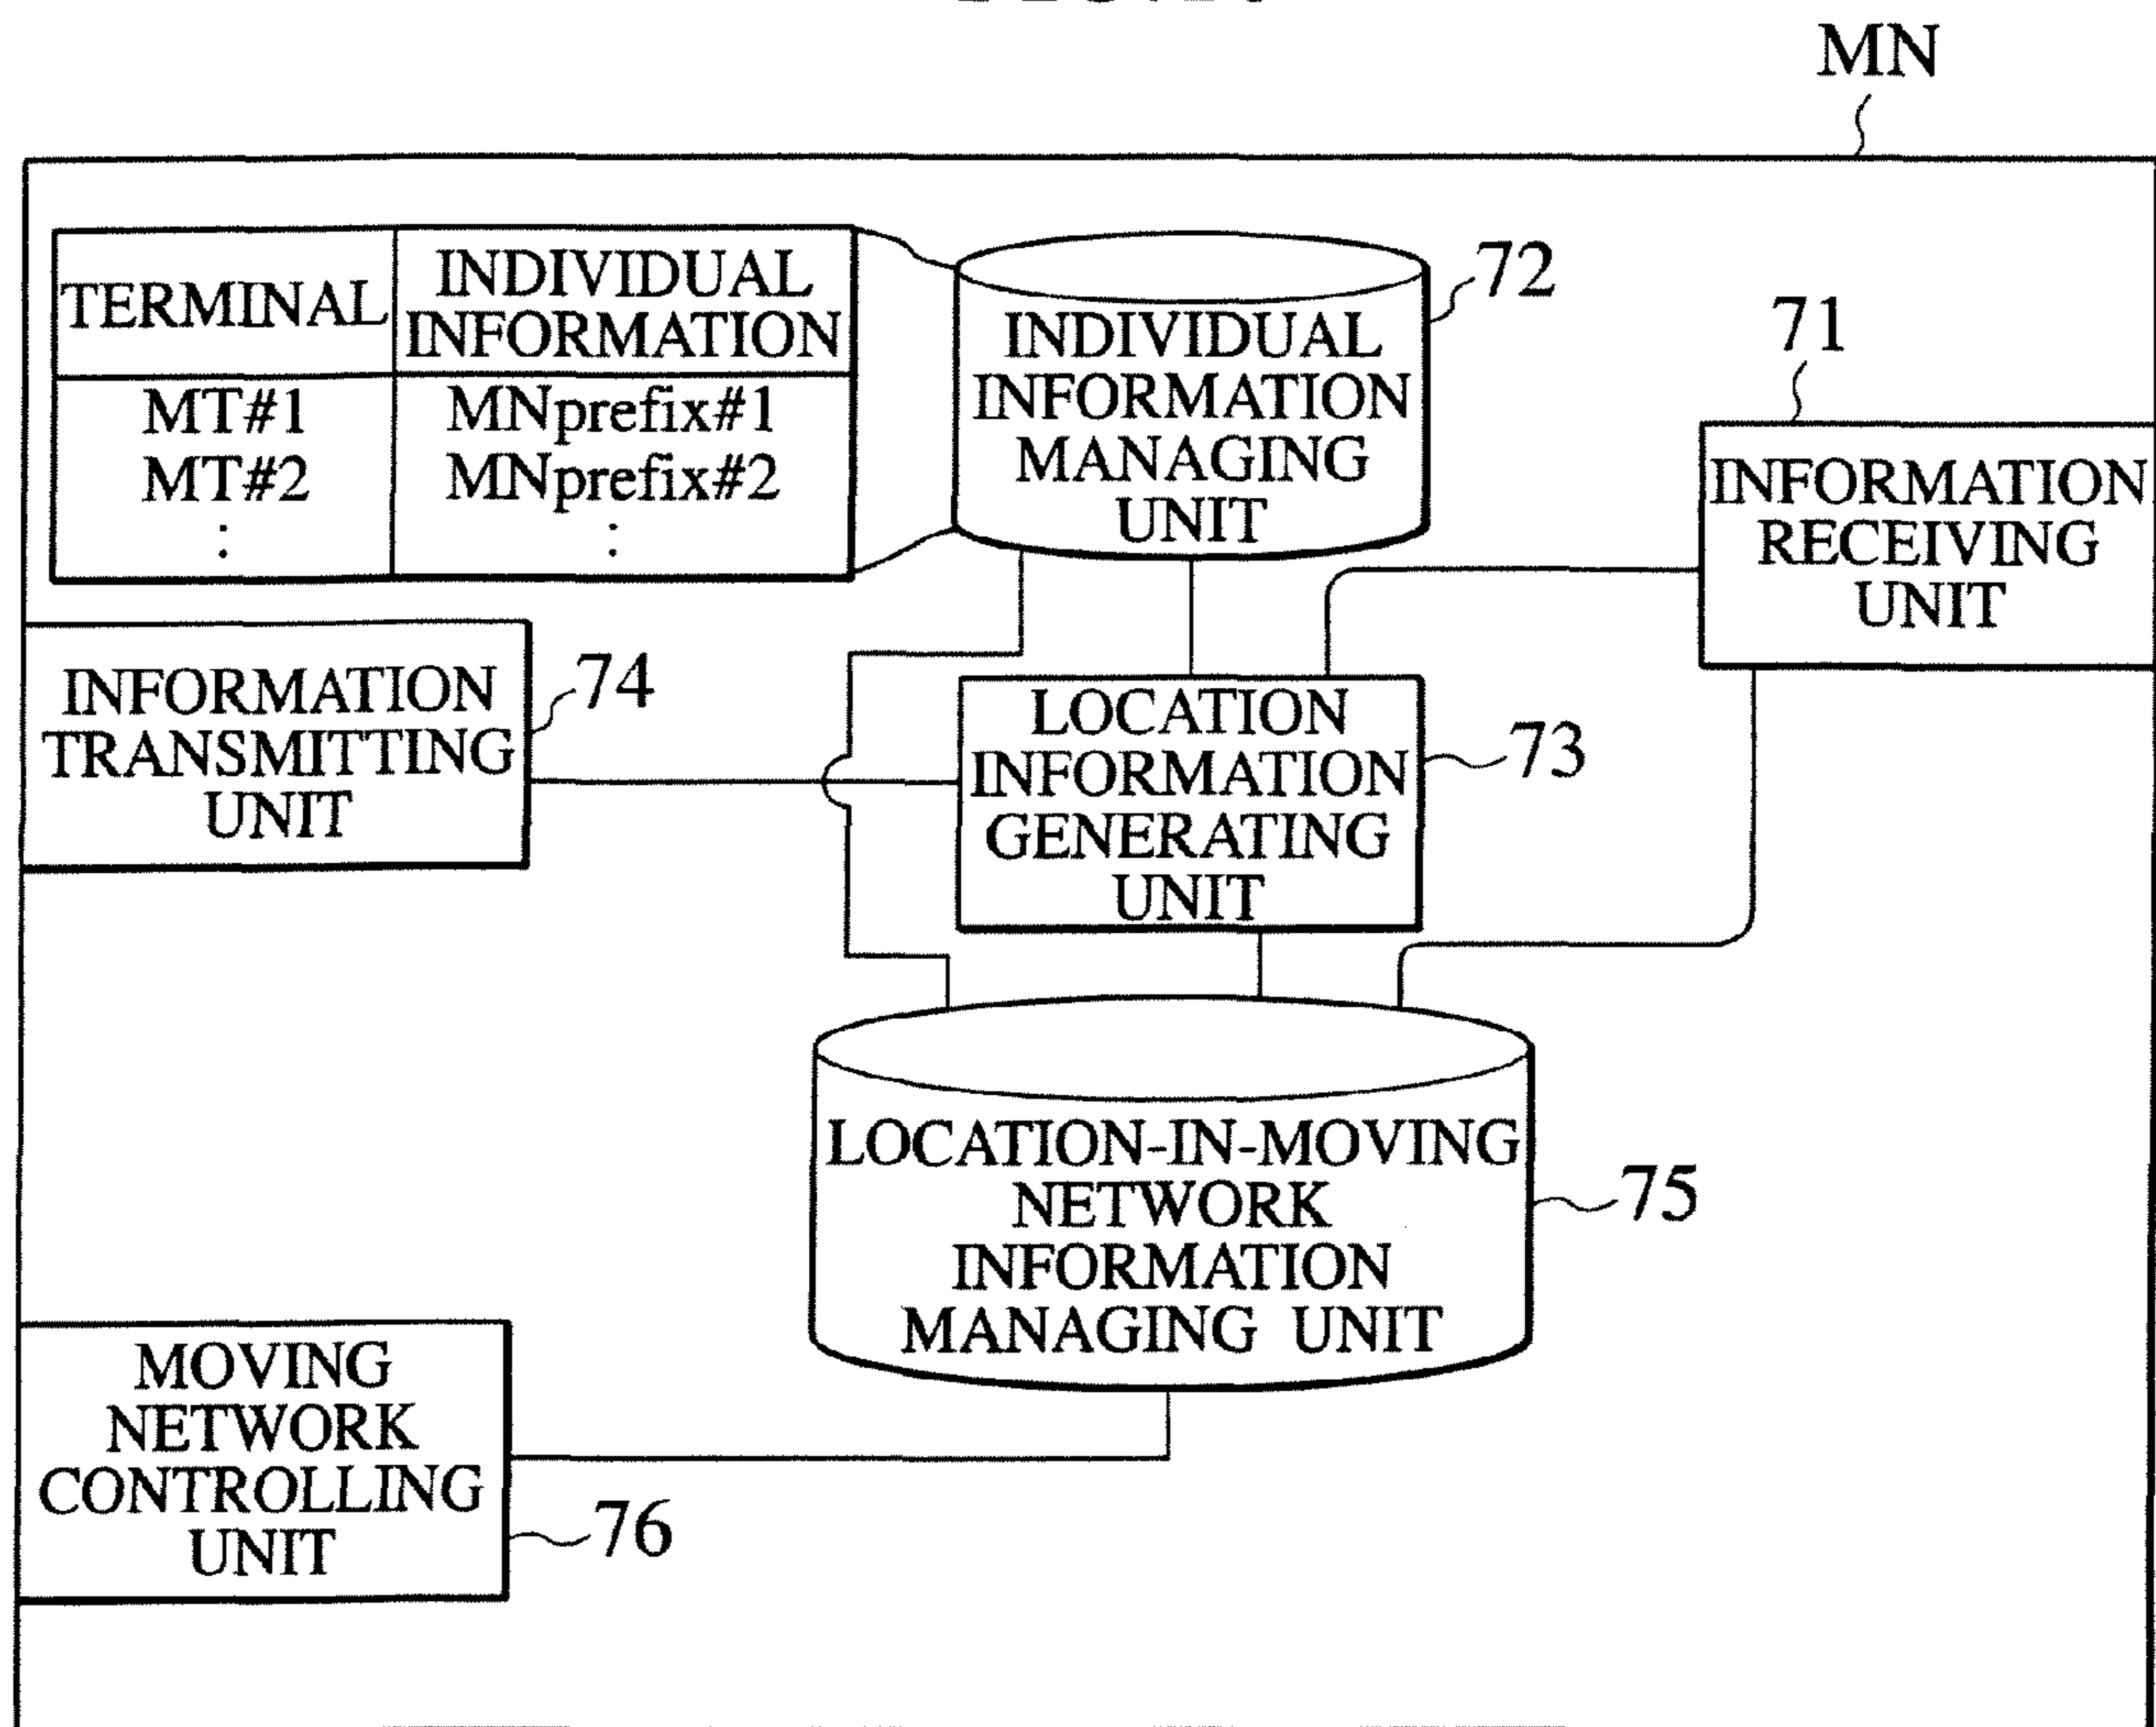 MN
TERMINAL
INDIVIDUAL
INFORMATION
MT#1
MNprefix#1
MT#2
MNprefix#2
:
:
INDIVIDUAL
INFORMATION
MANAGING
UNIT
72
71
INFORMATION
RECEIVING
UNIT
INFORMATION
TRANSMITTING
UNIT
74
LOCATION
INFORMATION
GENERATING
UNIT
73
LOCATION-IN-MOVING
NETWORK
INFORMATION
MANAGING UNIT
75
MOVING
NETWORK
CONTROLLING
UNIT
76